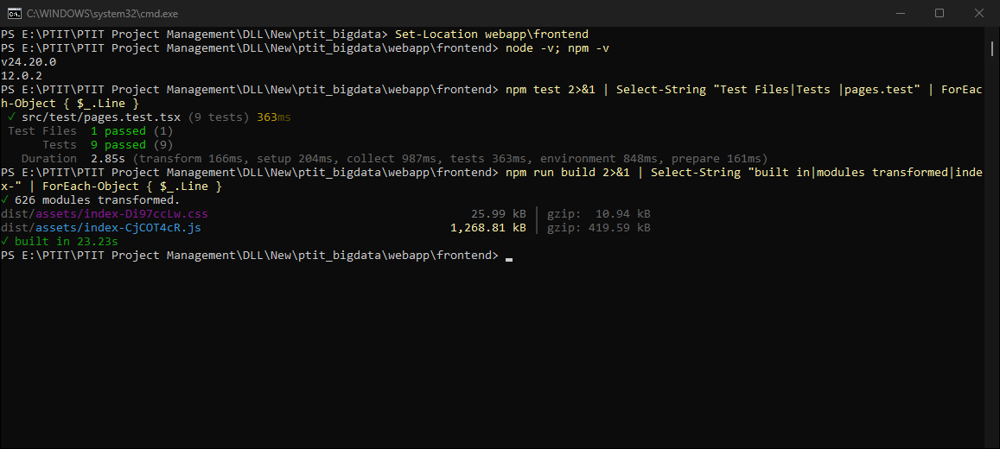 C:\WINDOWS\system32\cmd.exe
PS E:\PTIT\PTIT Project Management\DLL\New\ptit_bigdata> Set-Location webapp\frontend
PS E:\PTIT\PTIT Project Management\DLL\New\ptit_bigdata\webapp\frontend> node -v; npm -v
v24.20.0
12.0.2
PS E:\PTIT\PTIT Project Management\DLL\New\ptit_bigdata\webapp\frontend> npm test 2>&1 | Select-String "Test Files|Tests |pages.test" | ForEac
h-Object { $_.Line }
✓ src/test/pages.test.tsx (9 tests) 363ms
Test Files  1 passed (1)
Tests  9 passed (9)
Duration  2.85s (transform 166ms, setup 204ms, collect 987ms, tests 363ms, environment 848ms, prepare 161ms)
PS E:\PTIT\PTIT Project Management\DLL\New\ptit_bigdata\webapp\frontend> npm run build 2>&1 | Select-String "built in|modules transformed|inde
x-" | ForEach-Object { $_.Line }
✓ 626 modules transformed.
dist/assets/index-Di97ccLw.css 25.99 kB │ gzip:  10.94 kB
dist/assets/index-CjCOT4cR.js 1,268.81 kB │ gzip: 419.59 kB
✓ built in 23.23s
PS E:\PTIT\PTIT Project Management\DLL\New\ptit_bigdata\webapp\frontend>